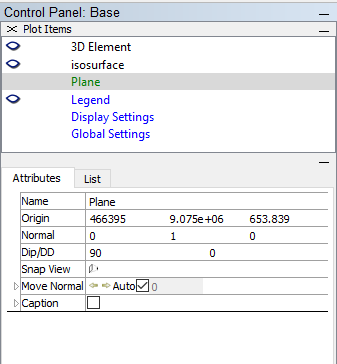 Control Panel: Base
Plot Items
3D Element
isosurface
Plane
Legend
Display Settings
Global Settings
Attributes List
Name Plane
Origin 466395 9.075e+06 653.839
Normal 0 1 0
Dip/DD 90 0
Snap View
Move Normal Auto 0
Caption